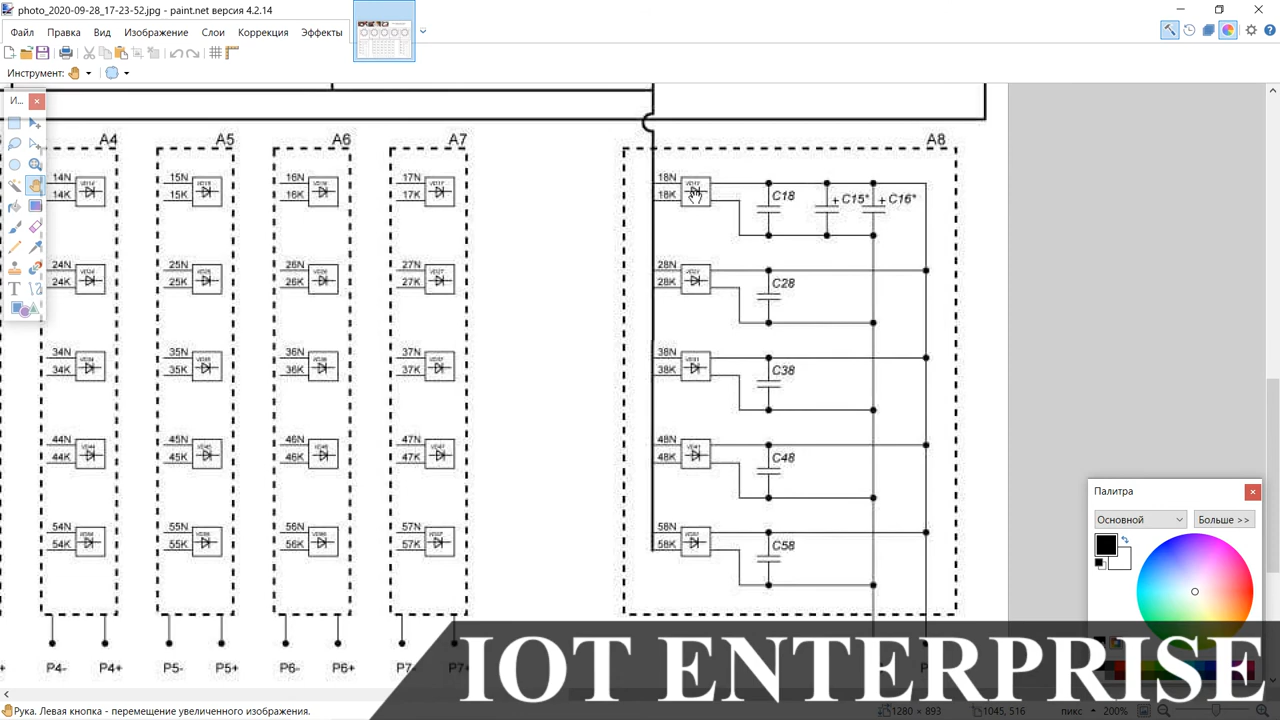 photo_2020-09-28_17-23-52.jpg - paint.net версия 4.2.14
Файл Правка Вид Изображение Слои Коррекция Эффекты
Инструмент:
И...
A4 A5 A6 A7 A8
14N 15N 16N 17N 18N
14K 15K 16K 17K 18K
C18 + C15* + C16*
24N 25N 26N 27N 28N
24K 25K 26K 27K 28K
C28
34N 35N 36N 37N 38N
34K 35K 36K 37K 38K
C38
44N 45N 46N 47N 48N
44K 45K 46K 47K 48K
C48
54N 55N 56N 57N 58N
54K 55K 56K 57K 58K
C58
P4- P4+ P5- P5+ P6- P6+ P7- P7+
Палитра
Основной Больше >>
IOT ENTERPRISE
Рука. Левая кнопка - перемещение увеличенного изображения.
1280 × 893 1045, 516 пикс 200%